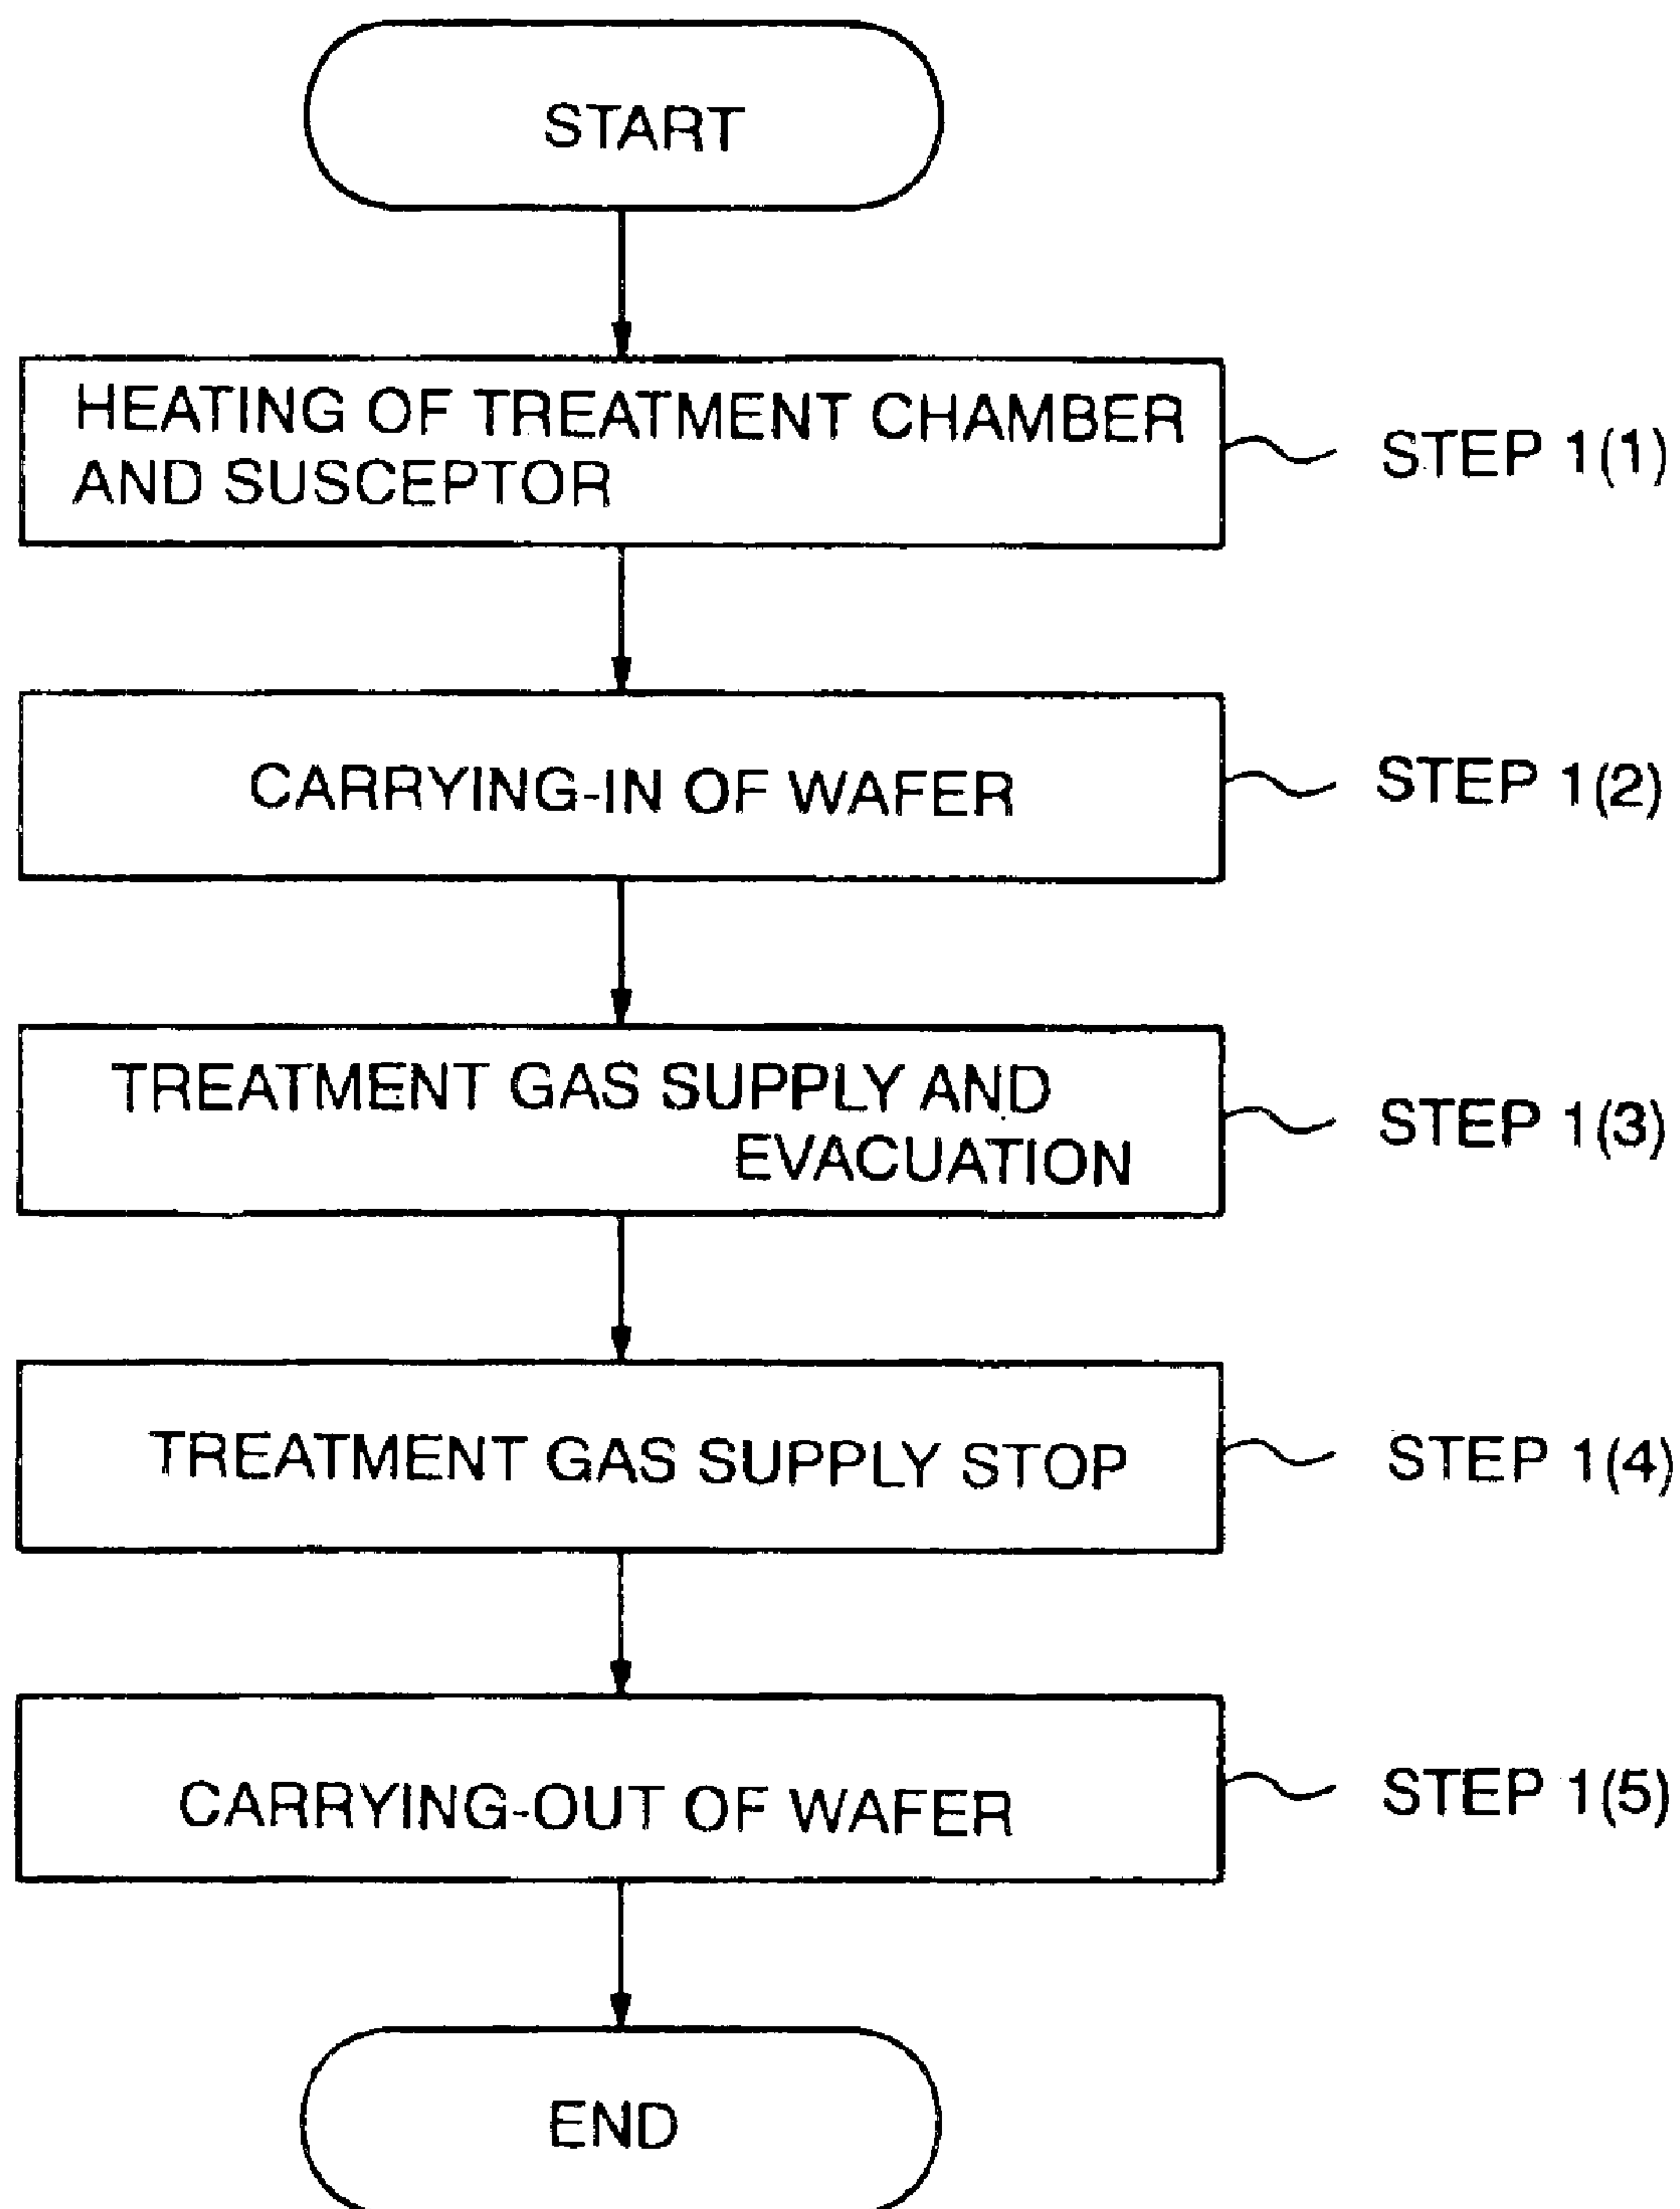 START
HEATING OF TREATMENT CHAMBER
AND SUSCEPTOR
STEP 1(1)
CARRYING-IN OF WAFER
STEP 1(2)
TREATMENT GAS SUPPLY AND
EVACUATION
STEP 1(3)
TREATMENT GAS SUPPLY STOP
STEP 1(4)
CARRYING-OUT OF WAFER
STEP 1(5)
END